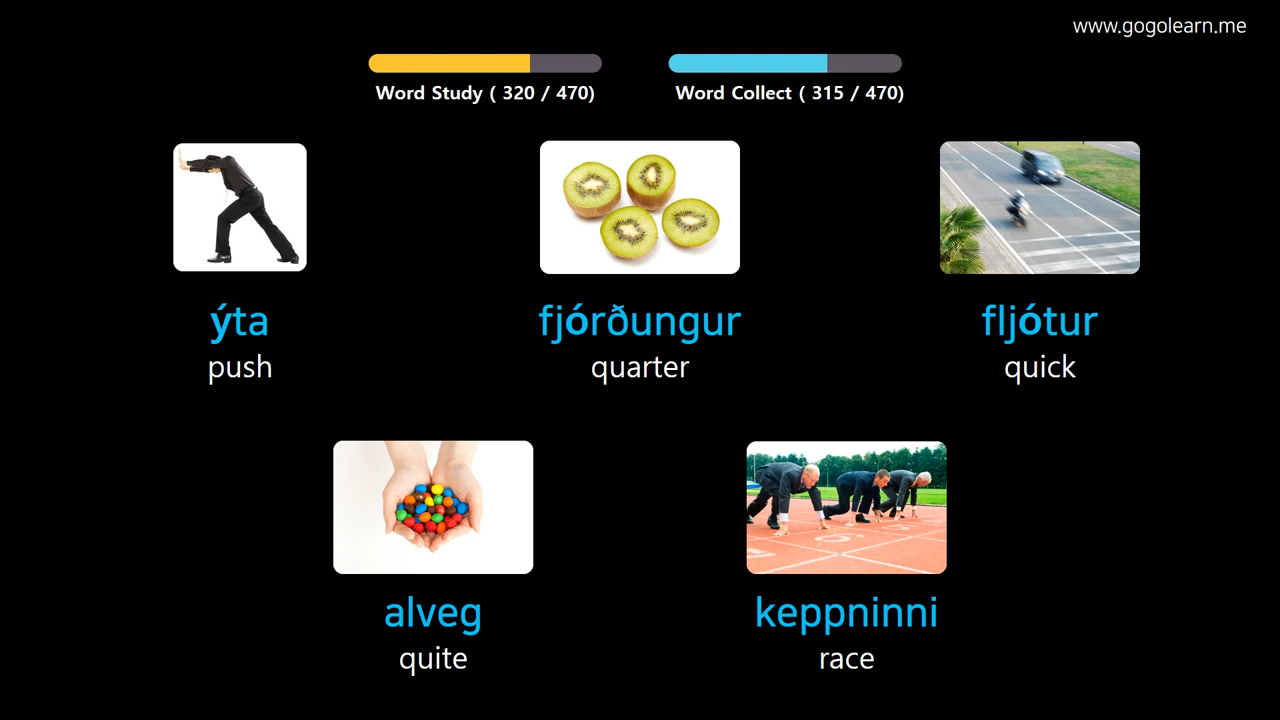 www.gogolearn.me
Word Study ( 320 / 470)
Word Collect ( 315 / 470)
ýta
push
fjórðungur
quarter
fljótur
quick
alveg
quite
keppninni
race